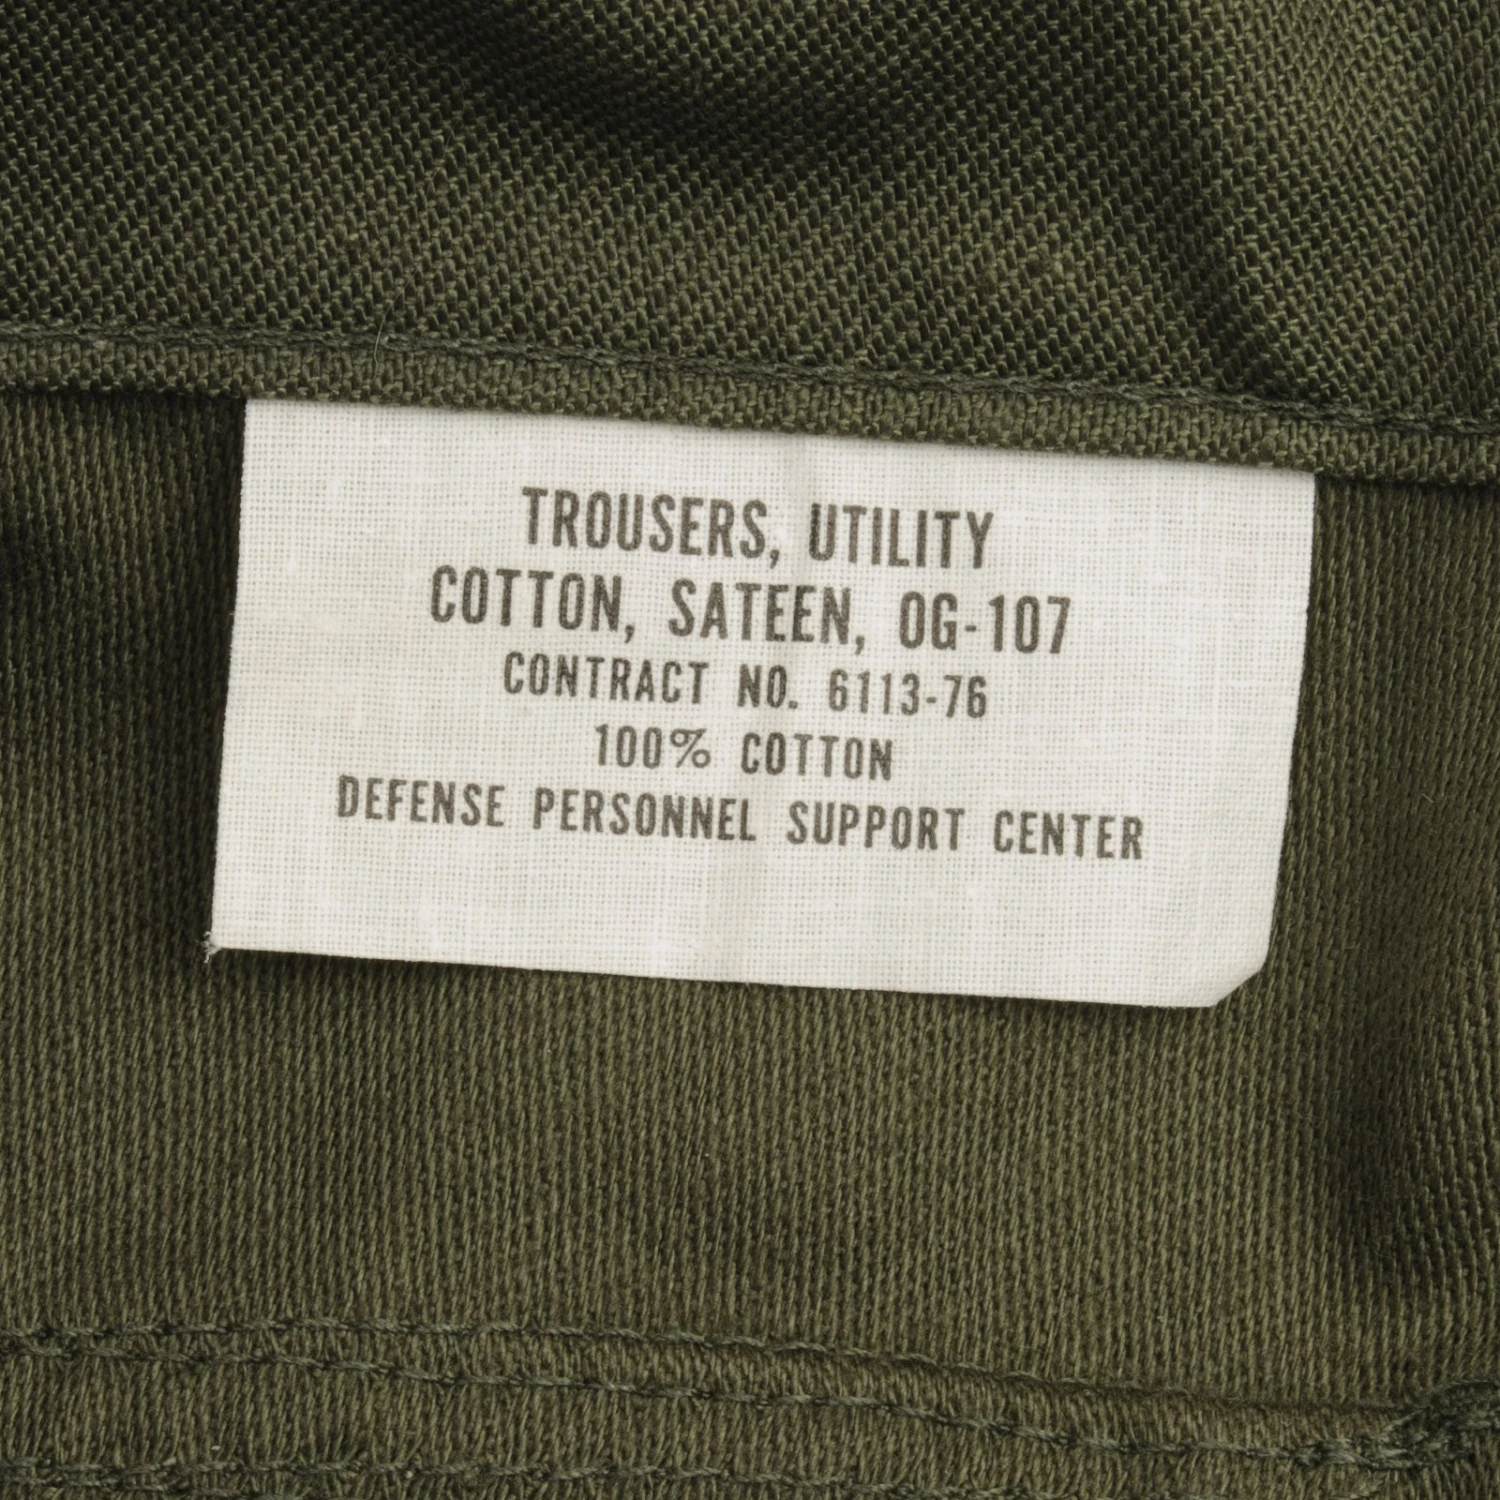 TROUSERS, UTILITY
COTTON, SATEEN, OG-107
CONTRACT NO. 6113-76
100% COTTON
DEFENSE PERSONNEL SUPPORT CENTER